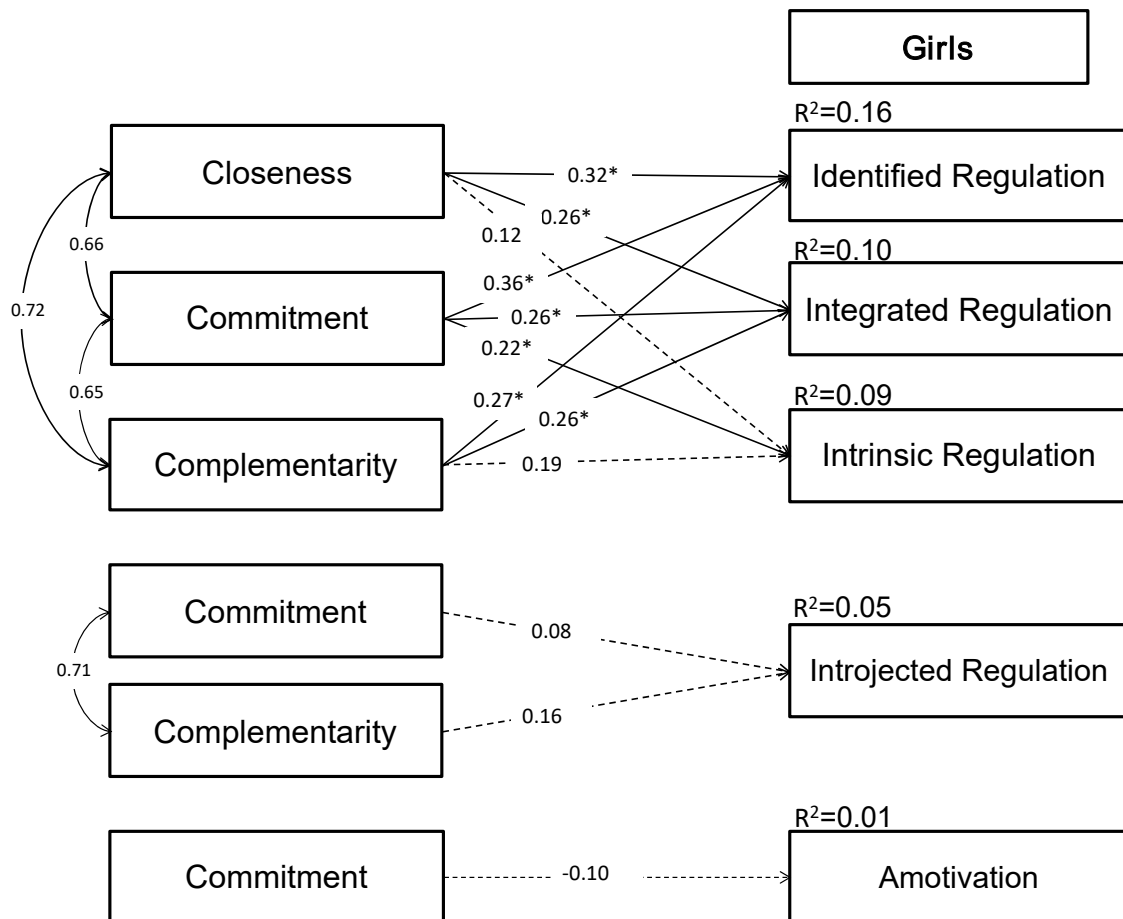 Girls
R²=0.16
Closeness
0.32*
Identified Regulation
0.26*
0.12
0.66
R²=0.10
0.36*
0.72
Commitment
0.26*
Integrated Regulation
0.22*
0.65
R²=0.09
0.27*
0.26*
Complementarity
0.19
Intrinsic Regulation
Commitment
R²=0.05
0.08
0.71
Introjected Regulation
0.16
Complementarity
R²=0.01
Commitment
-0.10
Amotivation